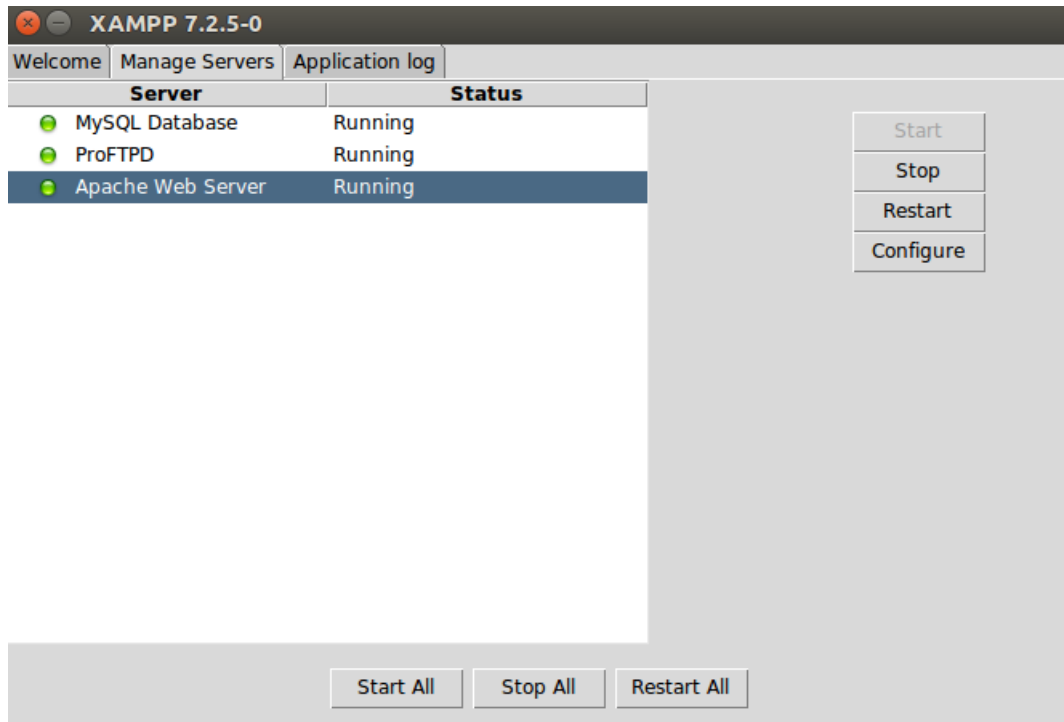 XAMPP 7.2.5-0
Welcome Manage Servers Application log
Server Status
MySQL Database Running
ProFTPD Running
Apache Web Server Running
Start
Stop
Restart
Configure
Start All Stop All Restart All